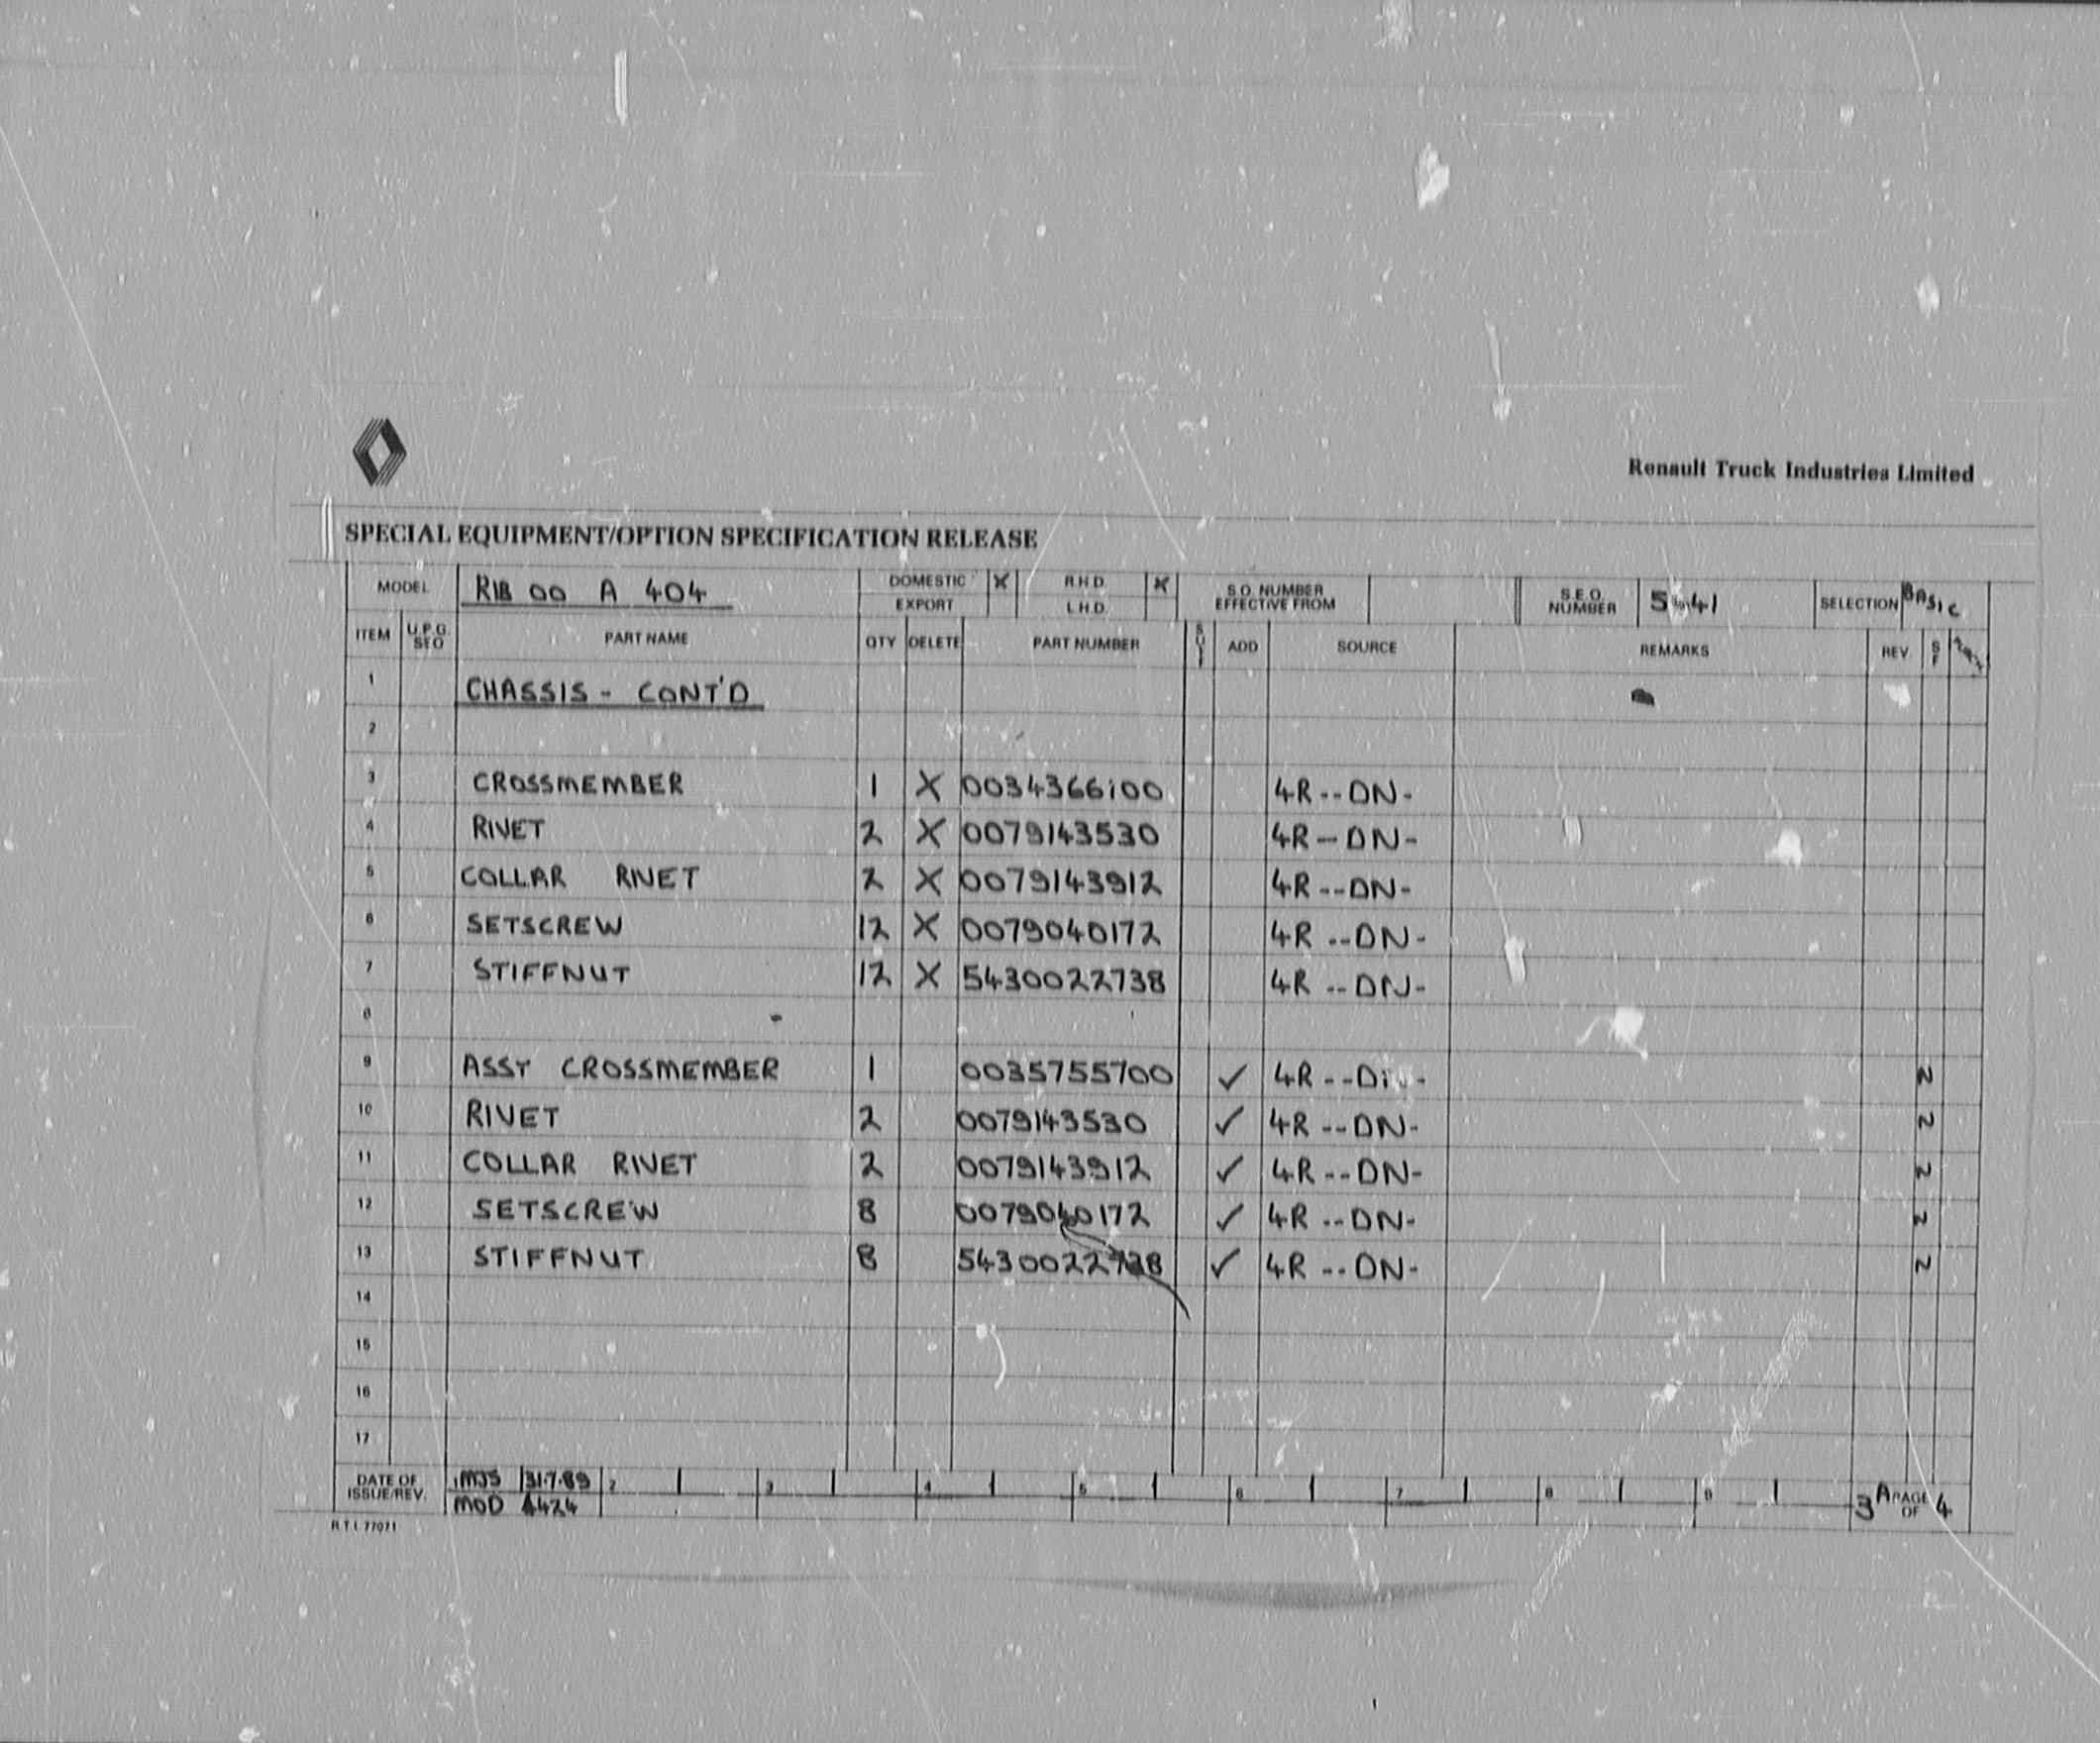 Renault Truck Industries Limited
SPECIAL EQUIPMENT/OPTION SPECIFICATION RELEASE
MODEL R1B 00 A 404 DOMESTIC X R.H.D. X S.O. NUMBER EFFECTIVE FROM S.E.O. NUMBER SELECTION BASIC
EXPORT L.H.D.
ITEM U.P.G. SEQ PART NAME QTY DELETE PART NUMBER ADD SOURCE REMARKS REV. S F
1 CHASSIS - CONT'D
2
3 CROSSMEMBER 1 X 0034366100 4R--DN-
4 RIVET 2 X 0079143530 4R--DN-
5 COLLAR RIVET 2 X 0079143912 4R--DN-
6 SETSCREW 12 X 0079040172 4R--DN-
7 STIFFNUT 12 X 5430022738 4R--DN-
8
9 ASSY CROSSMEMBER 1 0035755700 ✓ 4R--DN- N
10 RIVET 2 0079143530 ✓ 4R--DN- N
11 COLLAR RIVET 2 0079143912 ✓ 4R--DN- N
12 SETSCREW 8 0079040172 ✓ 4R--DN- N
13 STIFFNUT 8 5430022738 ✓ 4R--DN- N
14
15
16
17
DATE OF ISSUE/REV. MJS 31.7.89 2 3 4 5 6 7 8 9 3A PAGE OF 4
MOD 4424
R.T.I. 77021